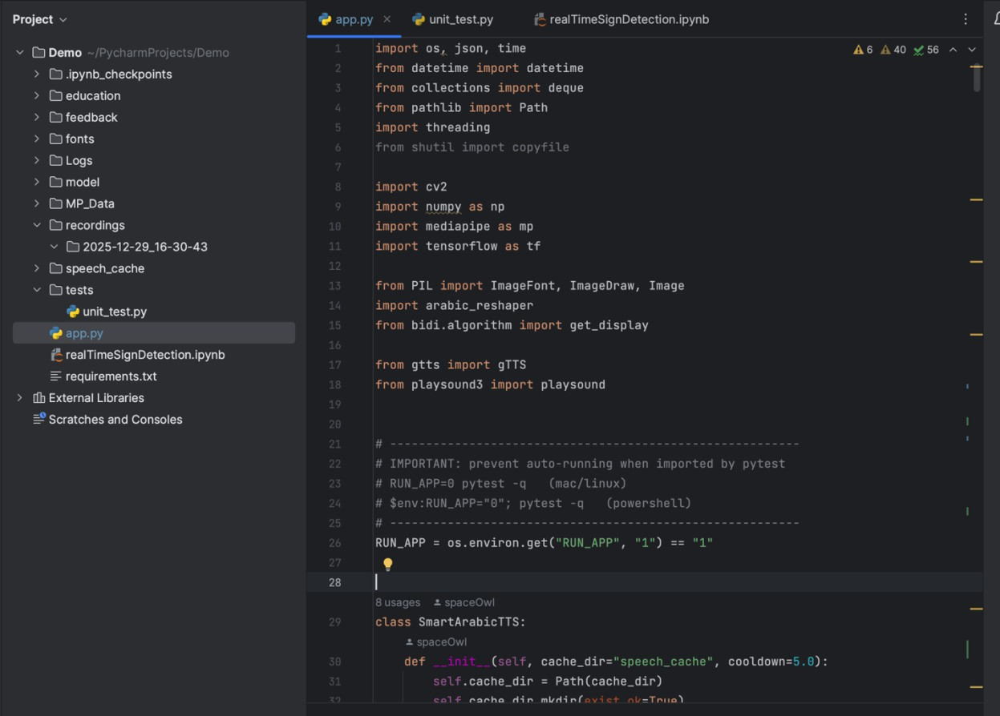 Project
Demo ~/PycharmProjects/Demo
.ipynb_checkpoints
education
feedback
fonts
Logs
model
MP_Data
recordings
2025-12-29_16-30-43
speech_cache
tests
unit_test.py
app.py
realTimeSignDetection.ipynb
requirements.txt
External Libraries
Scratches and Consoles
app.py unit_test.py realTimeSignDetection.ipynb
6 40 56
1 import os, json, time
2 from datetime import datetime
3 from collections import deque
4 from pathlib import Path
5 import threading
6 from shutil import copyfile
7
8 import cv2
9 import numpy as np
10 import mediapipe as mp
11 import tensorflow as tf
12
13 from PIL import ImageFont, ImageDraw, Image
14 import arabic_reshaper
15 from bidi.algorithm import get_display
16
17 from gtts import gTTS
18 from playsound3 import playsound
19
20
21 # ---------------------------------------------------------
22 # IMPORTANT: prevent auto-running when imported by pytest
23 # RUN_APP=0 pytest -q (mac/linux)
24 # $env:RUN_APP="0"; pytest -q (powershell)
25 # ---------------------------------------------------------
26 RUN_APP = os.environ.get("RUN_APP", "1") == "1"
27
28
8 usages spaceOwl
29 class SmartArabicTTS:
spaceOwl
30 def __init__(self, cache_dir="speech_cache", cooldown=5.0):
31 self.cache_dir = Path(cache_dir)
32 self.cache_dir.mkdir(exist_ok=True)